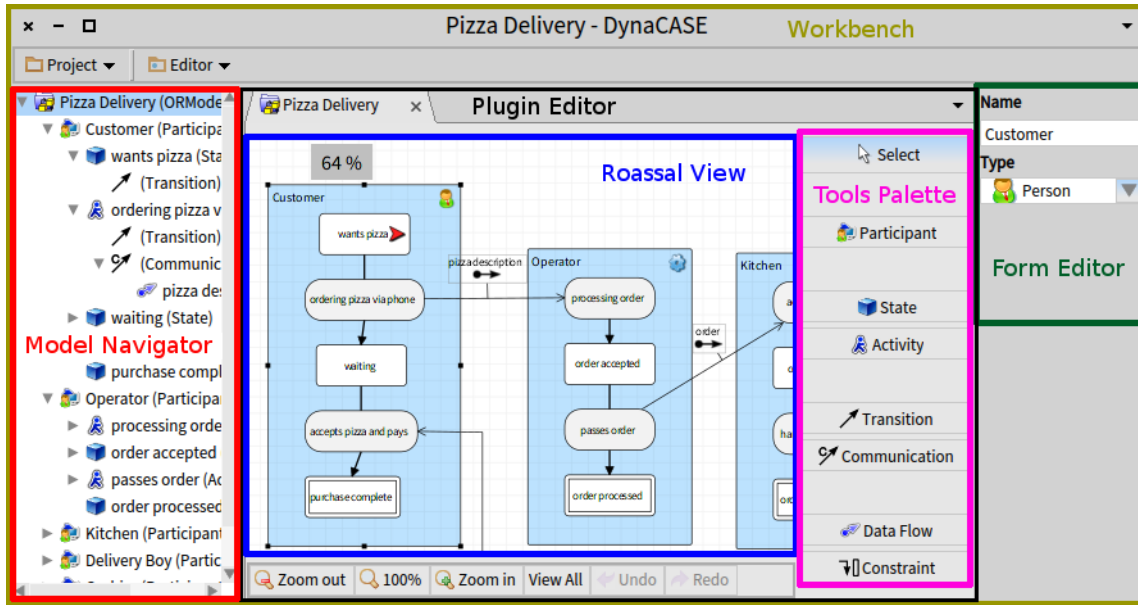 Pizza Delivery - DynaCASE
Workbench
Project
Editor
Pizza Delivery (ORMode
Customer (Participa
wants pizza (Sta
(Transition)
ordering pizza v
(Transition)
(Communic
pizza de
waiting (State)
Model Navigator
purchase compl
Operator (Participa
processing orde
order accepted
passes order (Ac
order processed
Kitchen (Participant
Delivery Boy (Partic
Pizza Delivery
Plugin Editor
64 %
Roassal View
Customer
wants pizza
ordering pizza via phone
waiting
accepts pizza and pays
purchase complete
pizza description
Operator
processing order
order accepted
passes order
order processed
order
Kitchen
ha
Zoom out
100%
Zoom in
View All
Undo
Redo
Select
Tools Palette
Participant
State
Activity
Transition
Communication
Data Flow
Constraint
Name
Customer
Type
Person
Form Editor